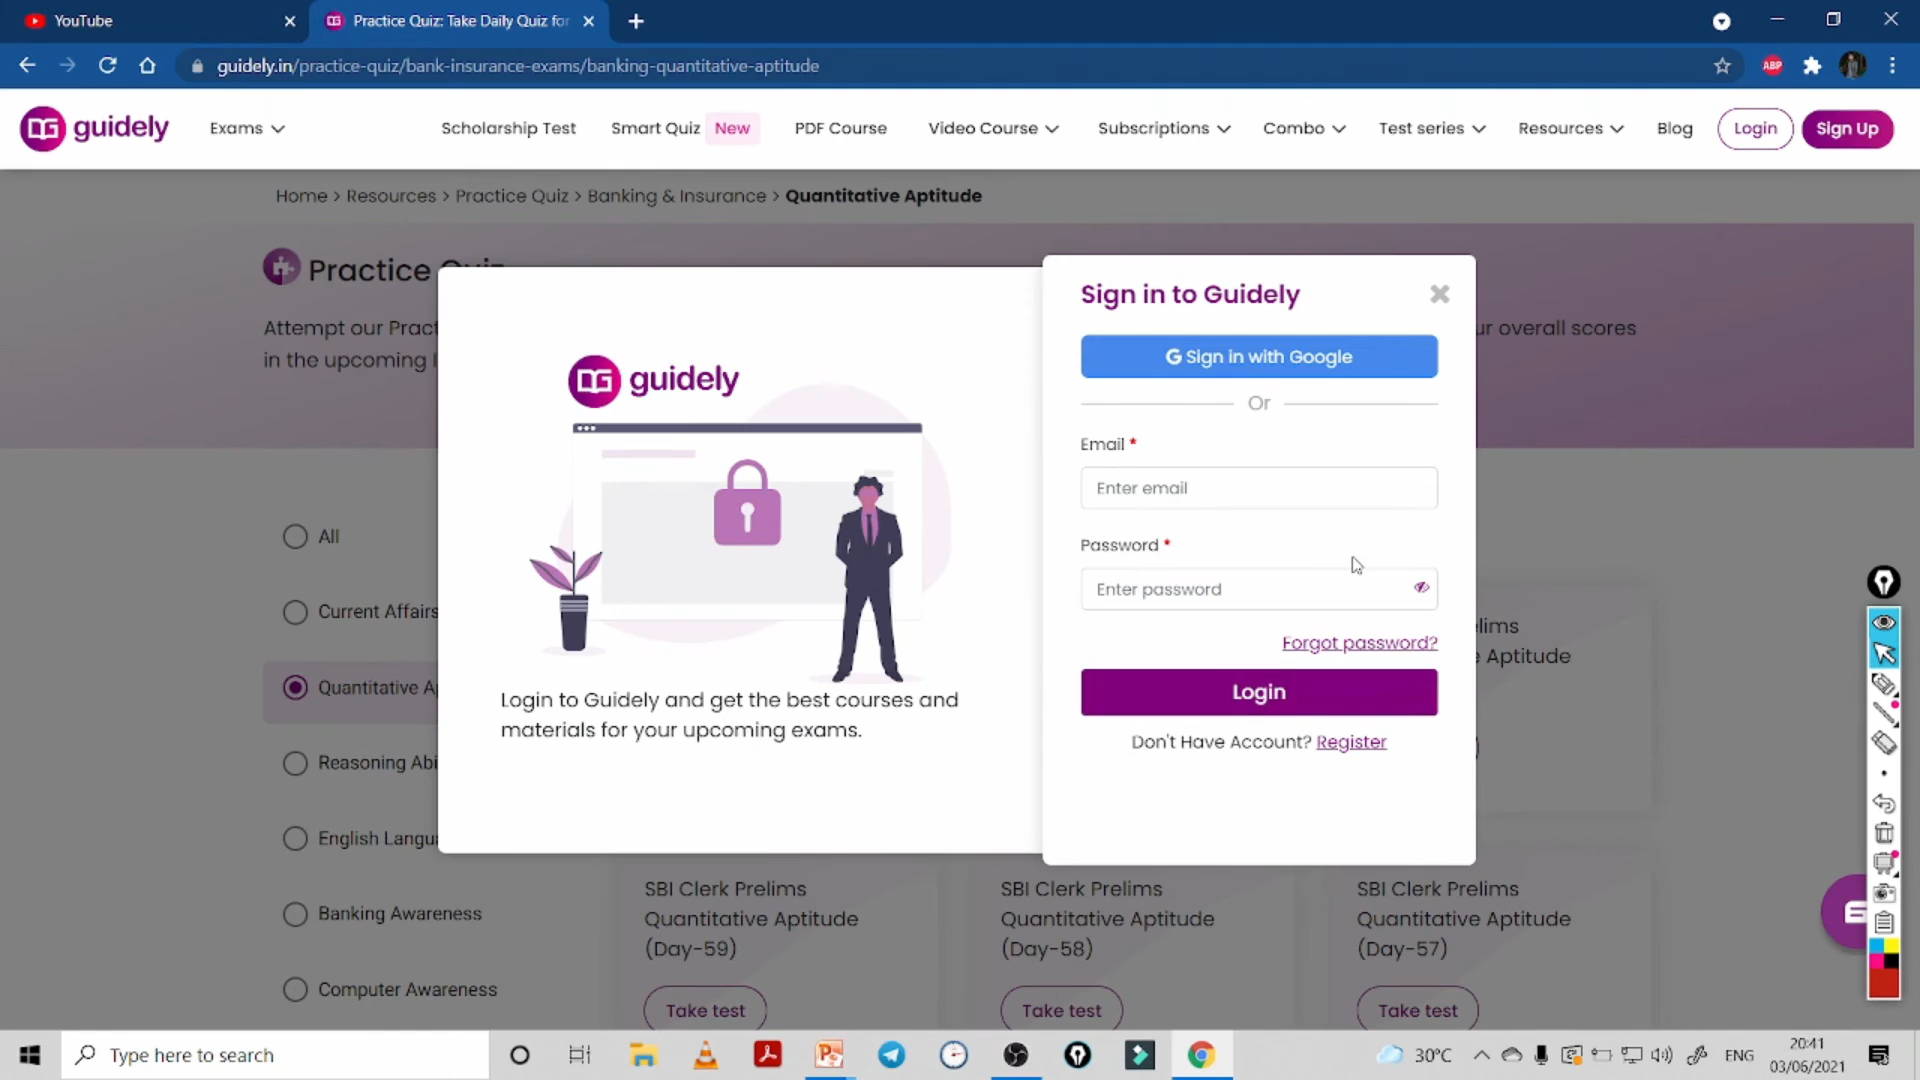 YouTube
Practice Quiz: Take Daily Quiz for
guidely.in/practice-quiz/bank-insurance-exams/banking-quantitative-aptitude
ABP
guidely
Exams
Scholarship Test
Smart Quiz New
PDF Course
Video Course
Subscriptions
Combo
Test series
Resources
Blog
Login
Sign Up
Home > Resources > Practice Quiz > Banking & Insurance > Quantitative Aptitude
Practice
Attempt our Pract
ur overall scores
in the upcoming
guidely
Login to Guidely and get the best courses and
materials for your upcoming exams.
Sign in to Guidely
Sign in with Google
Or
Email *
Enter email
Password *
Enter password
Forgot password?
Login
Don't Have Account? Register
All
Current Affairs
Quantitative Ap
Reasoning Abi
English Langu
Banking Awareness
Computer Awareness
lims
Aptitude
SBI Clerk Prelims
Quantitative Aptitude
(Day-59)
Take test
SBI Clerk Prelims
Quantitative Aptitude
(Day-58)
Take test
SBI Clerk Prelims
Quantitative Aptitude
(Day-57)
Take test
Type here to search
30°C
ENG
20:41
03/06/2021